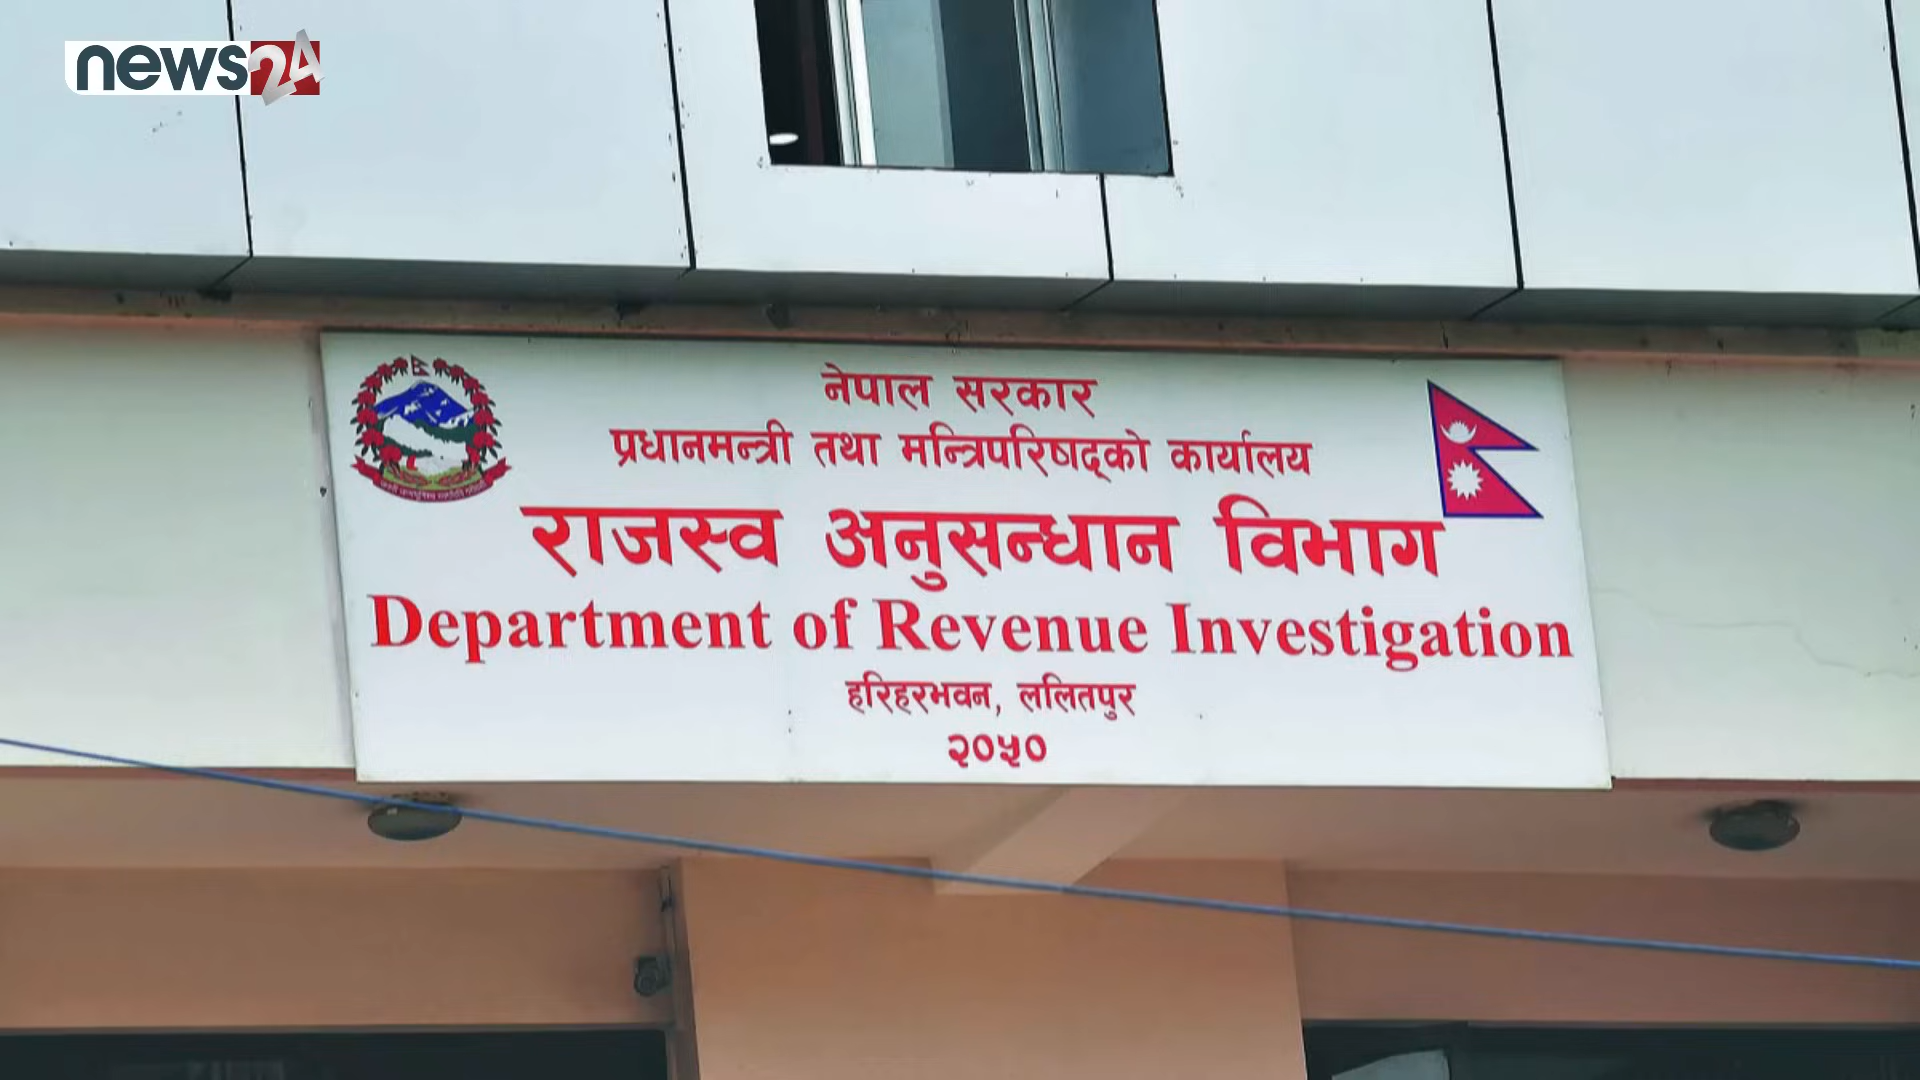 news24
नेपाल सरकार
प्रधानमन्त्री तथा मन्त्रिपरिषद्को कार्यालय
राजस्व अनुसन्धान विभाग
Department of Revenue Investigation
हरिहरभवन, ललितपुर
२०५०